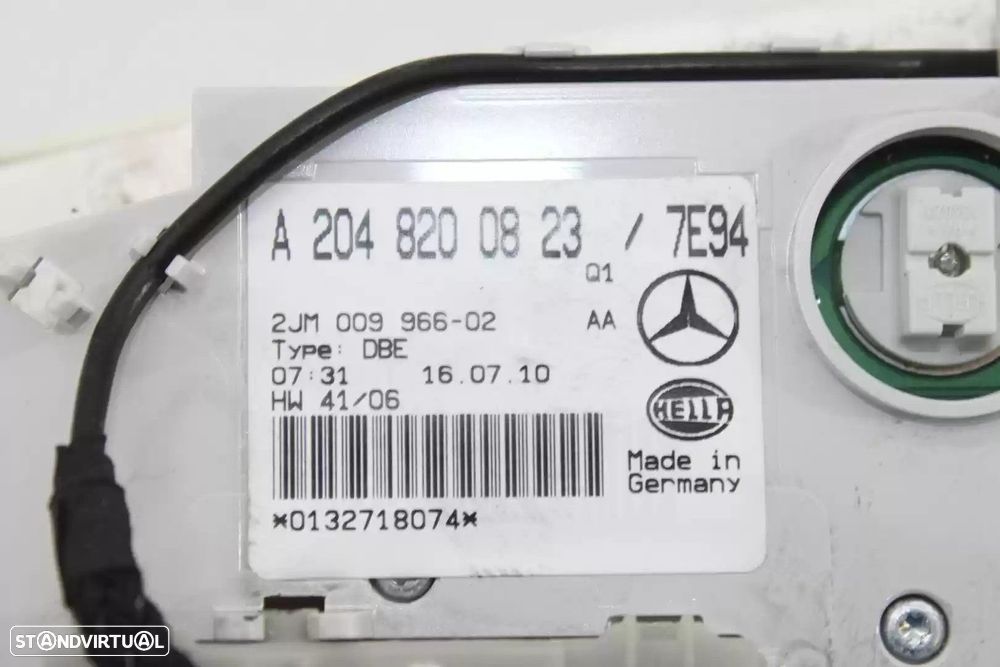 A 204 820 08 23 / 7E94
Q1
2JM 009 966-02 AA
Type: DBE
07:31 16.07.10
HW 41/06
HELLA
Made in
Germany
*0132718074*
STANDVIRTUAL